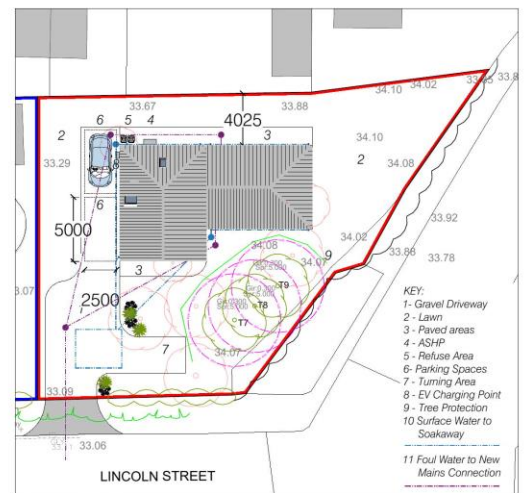 33.67
33.88
34.10
34.02
6
5
4
4025
3
2
33.29
34.10
2
34.08
6
5000
33.92
34.02
34.08
9
33.88
33.78
3
34.07
2500
T9
T8
T7
33.07
7
34.07
33.09
33.06
LINCOLN STREET
KEY:
1- Gravel Driveway
2 - Lawn
3 - Paved areas
4 - ASHP
5 - Refuse Area
6- Parking Spaces
7 - Turning Area
8 - EV Charging Point
9 - Tree Protection
10 Surface Water to
Soakaway
11 Foul Water to New
Mains Connection